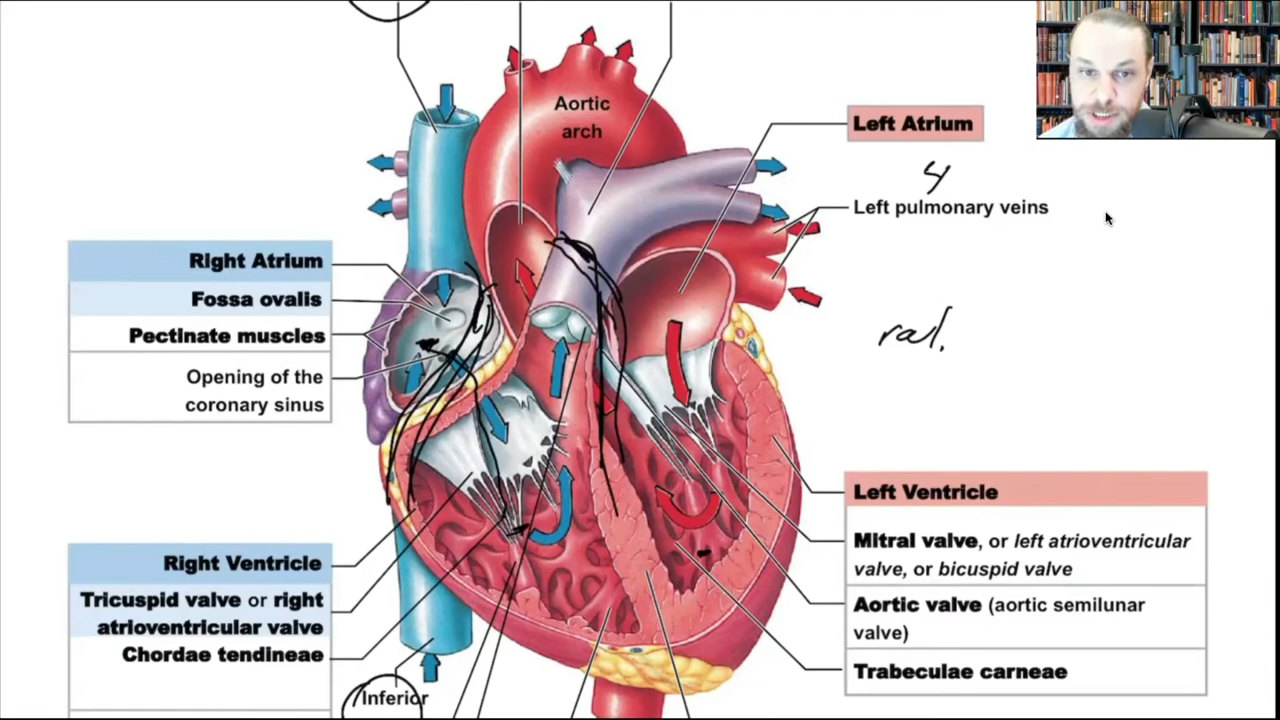 Aortic
arch
Left Atrium
Left pulmonary veins
Right Atrium
Fossa ovalis
Pectinate muscles
Opening of the
coronary sinus
Left Ventricle
Mitral valve, or left atrioventricular
valve, or bicuspid valve
Aortic valve (aortic semilunar
valve)
Trabeculae carneae
Right Ventricle
Tricuspid valve or right
atrioventricular valve
Chordae tendineae
Inferior